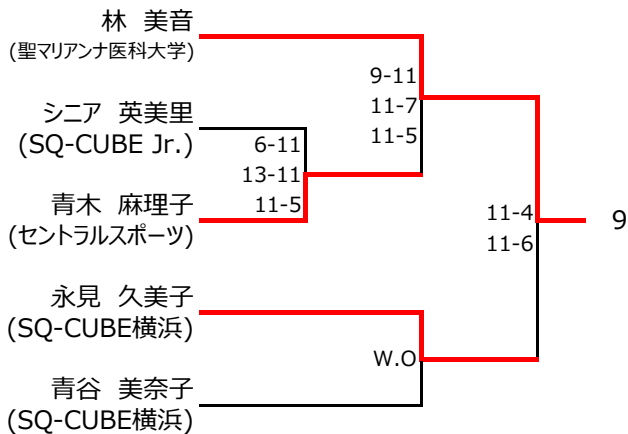 林 美音
(聖マリアンナ医科大学)
シニア 英美里
(SQ-CUBE Jr.)
青木 麻理子
(セントラルスポーツ)
永見 久美子
(SQ-CUBE横浜)
青谷 美奈子
(SQ-CUBE横浜)
6-11
13-11
11-5
9-11
11-7
11-5
W.O
11-4
11-6
9